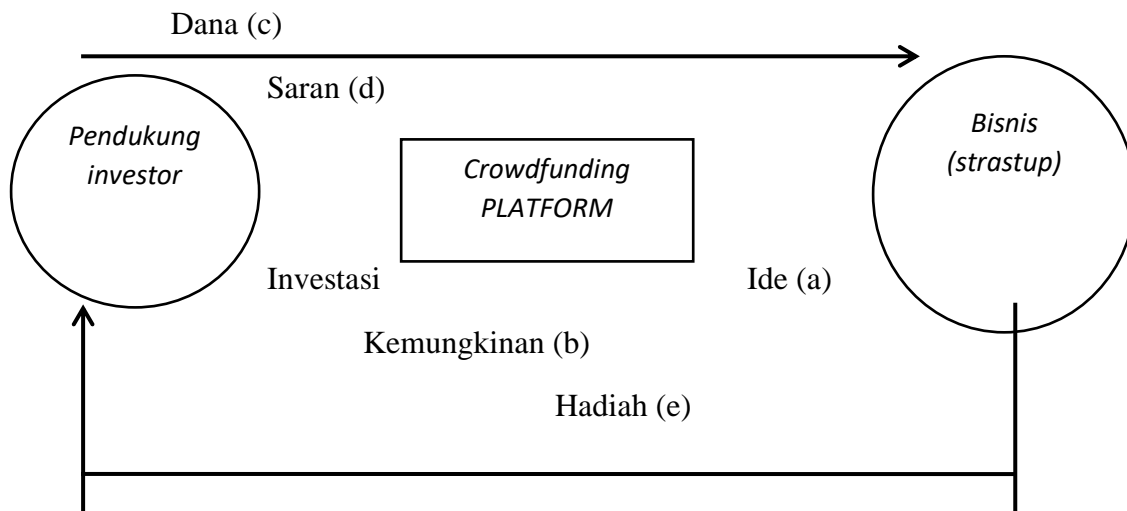 Dana (c)
Saran (d)
Pendukung
investor
Crowdfunding
PLATFORM
Bisnis
(strastup)
Investasi
Ide (a)
Kemungkinan (b)
Hadiah (e)